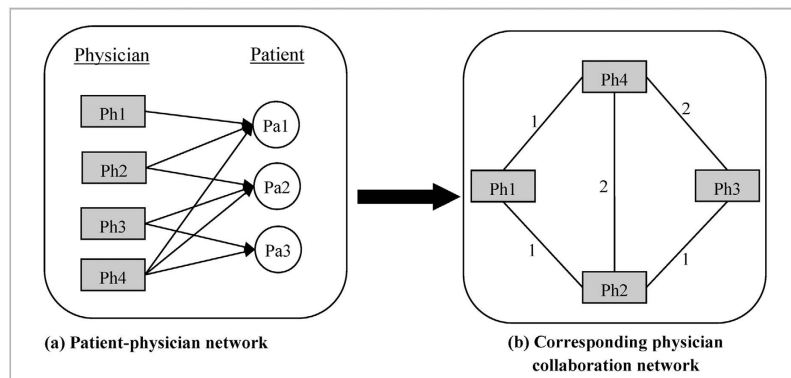 Physician
Patient
Ph1
Ph2
Ph3
Ph4
Pa1
Pa2
Pa3
(a) Patient-physician network
Ph4
1
2
Ph1
2
Ph3
1
1
Ph2
(b) Corresponding physician
collaboration network